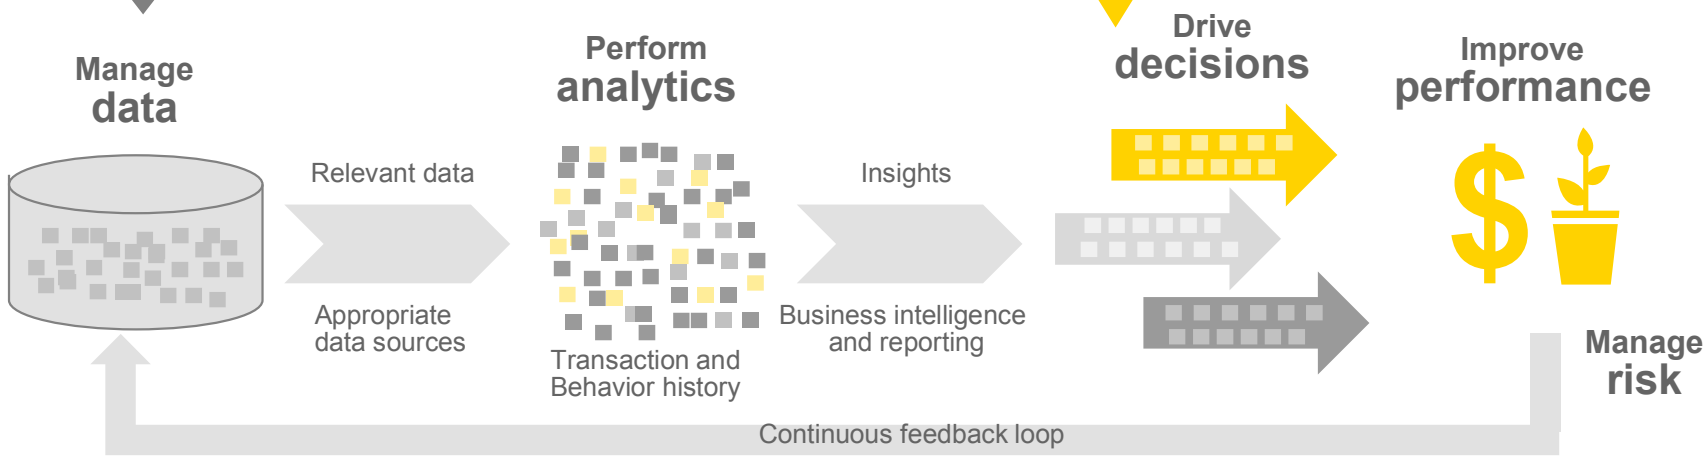 Manage
data
Relevant data
Appropriate
data sources
Perform
analytics
Transaction and
Behavior history
Insights
Business intelligence
and reporting
Drive
decisions
Improve
performance
$
Manage
risk
Continuous feedback loop